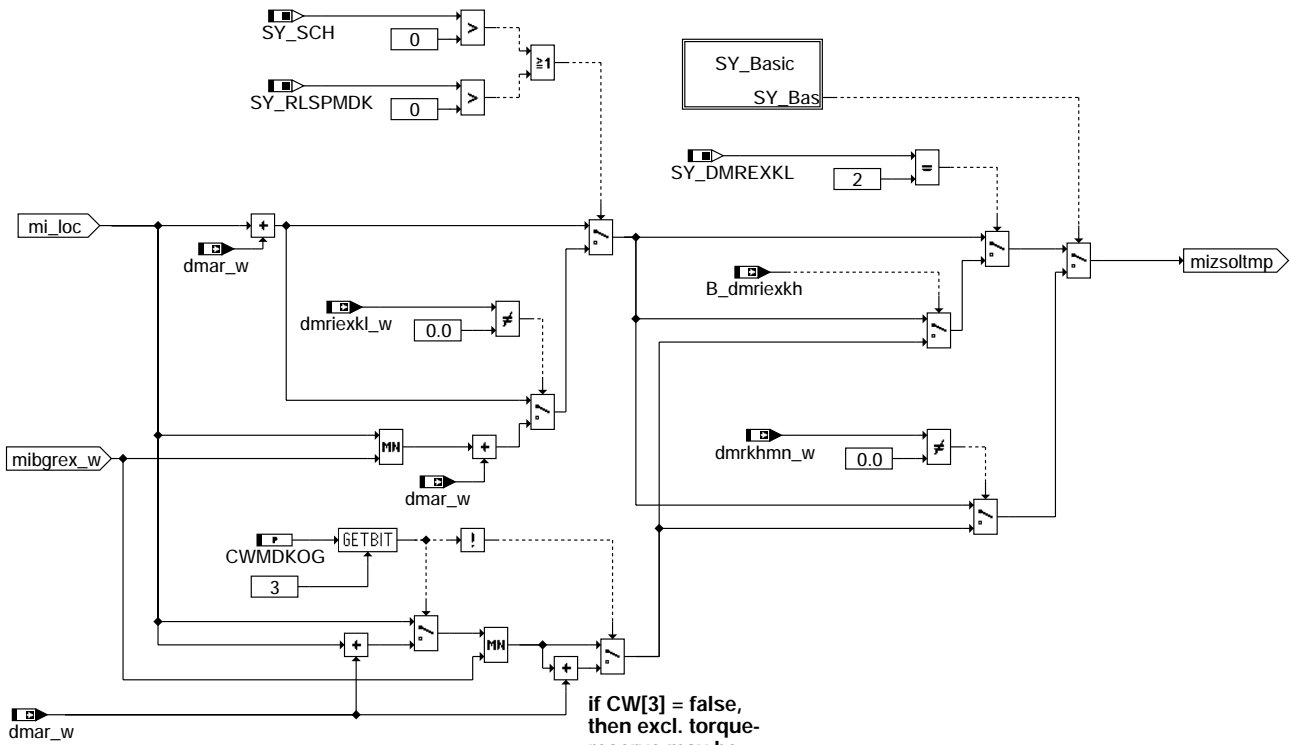 SY_SCH
0
>
≧1
SY_RLSPMDK
0
>
SY_Basic
SY_Bas
SY_DMREXKL
2
=
mi_loc
+
dmar_w
B_dmriexkh
mizsoltmp
dmriexkl_w
0.0
≠
mibgrex_w
MN
+
dmar_w
dmrkhmn_w
0.0
≠
CWMDKOG
GETBIT
!
3
+
MN
+
dmar_w
if CW[3] = false,
then excl. torque-